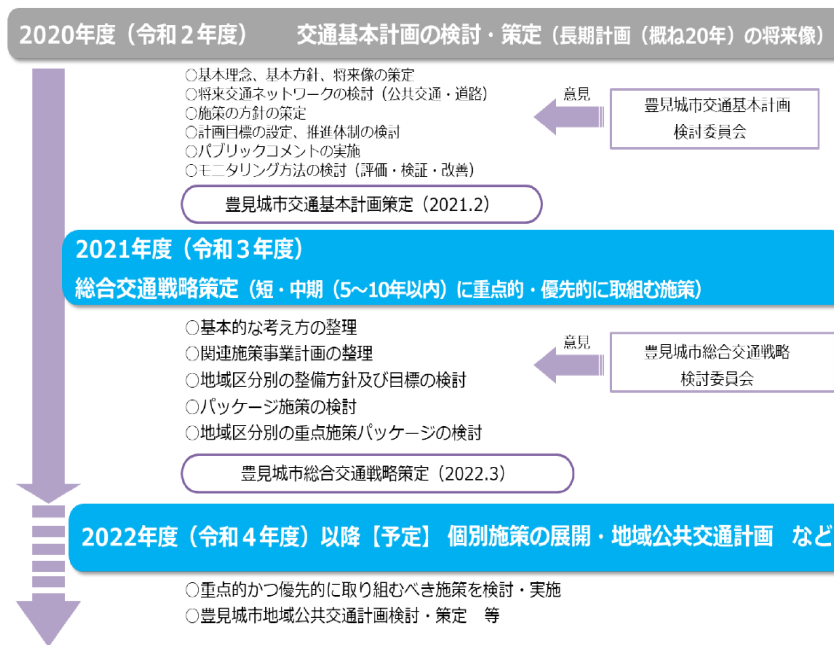 2020年度（令和２年度） 交通基本計画の検討・策定（長期計画（概ね20年）の将来像）
○基本理念、基本方針、将来像の策定
○将来交通ネットワークの検討（公共交通・道路）
○施策の方針の策定
○計画目標の設定、推進体制の検討
○パブリックコメントの実施
○モニタリング方法の検討（評価・検証・改善）
意見
豊見城市交通基本計画
検討委員会
豊見城市交通基本計画策定（2021.2）
2021年度（令和３年度）
総合交通戦略策定（短・中期（5～10年以内）に重点的・優先的に取組む施策）
○基本的な考え方の整理
○関連施策事業計画の整理
○地域区分別の整備方針及び目標の検討
○パッケージ施策の検討
○地域区分別の重点施策パッケージの検討
意見
豊見城市総合交通戦略
検討委員会
豊見城市総合交通戦略策定（2022.3）
2022年度（令和４年度）以降【予定】 個別施策の展開・地域公共交通計画 など
○重点的かつ優先的に取り組むべき施策を検討・実施
○豊見城市地域公共交通計画検討・策定 等